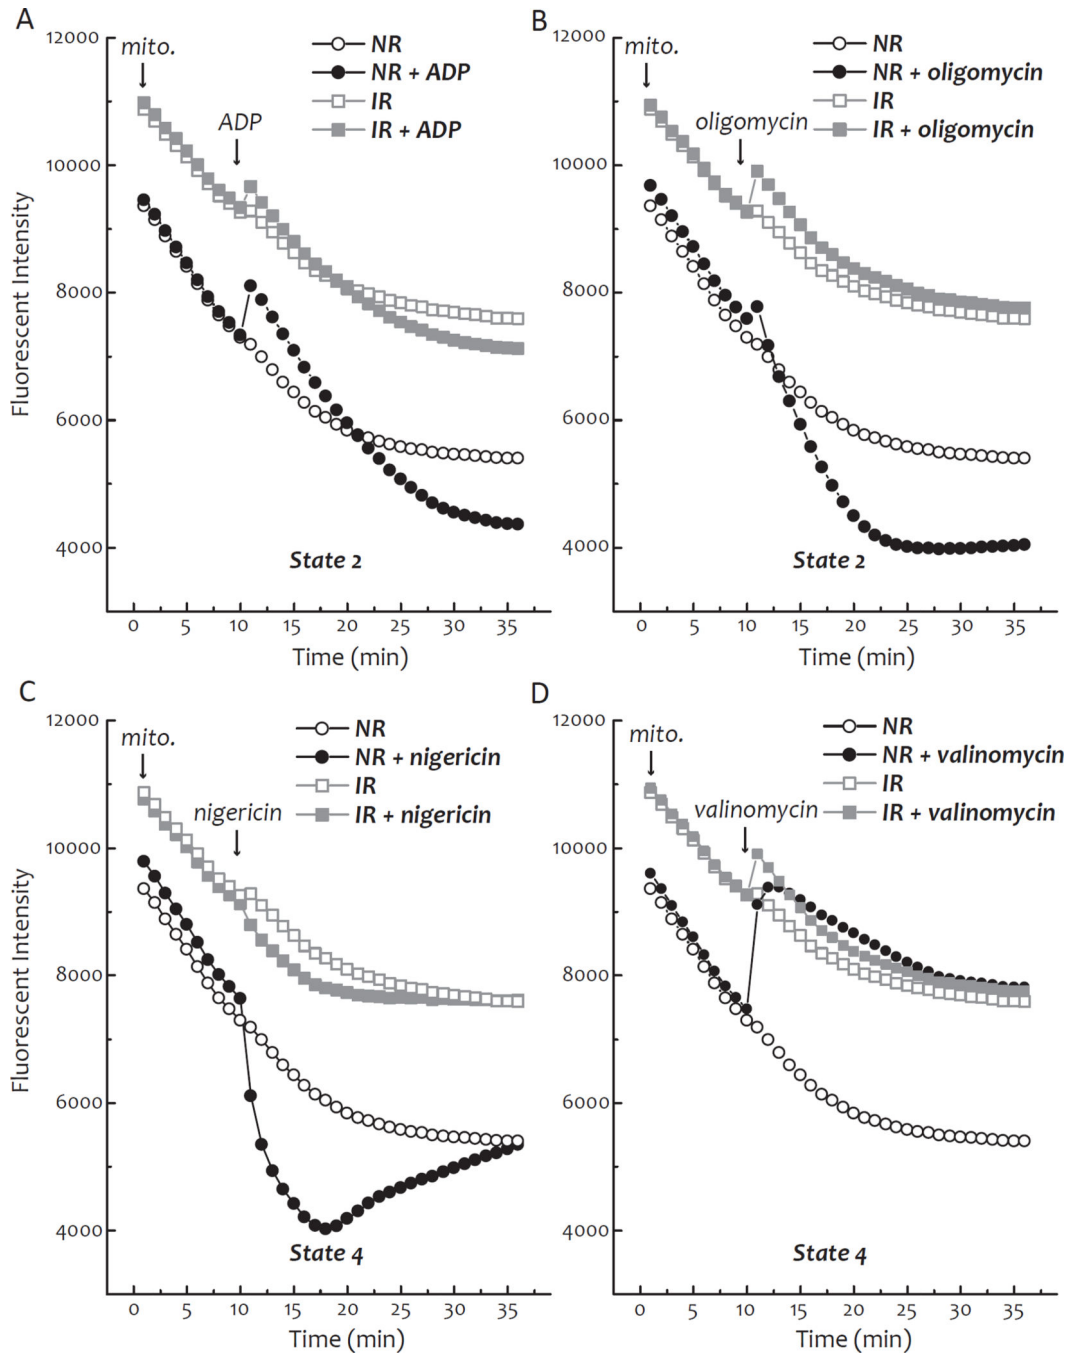 A
12000
mito.
NR
NR + ADP
IR
IR + ADP
ADP
10000
8000
6000
4000
Fluorescent Intensity
State 2
0 5 10 15 20 25 30 35
Time (min)
B
12000
mito.
NR
NR + oligomycin
IR
IR + oligomycin
oligomycin
10000
8000
6000
4000
State 2
0 5 10 15 20 25 30 35
Time (min)
C
12000
mito.
NR
NR + nigericin
IR
IR + nigericin
nigericin
10000
8000
6000
4000
Fluorescent Intensity
State 4
0 5 10 15 20 25 30 35
Time (min)
D
12000
mito.
NR
NR + valinomycin
IR
IR + valinomycin
valinomycin
10000
8000
6000
4000
State 4
0 5 10 15 20 25 30 35
Time (min)